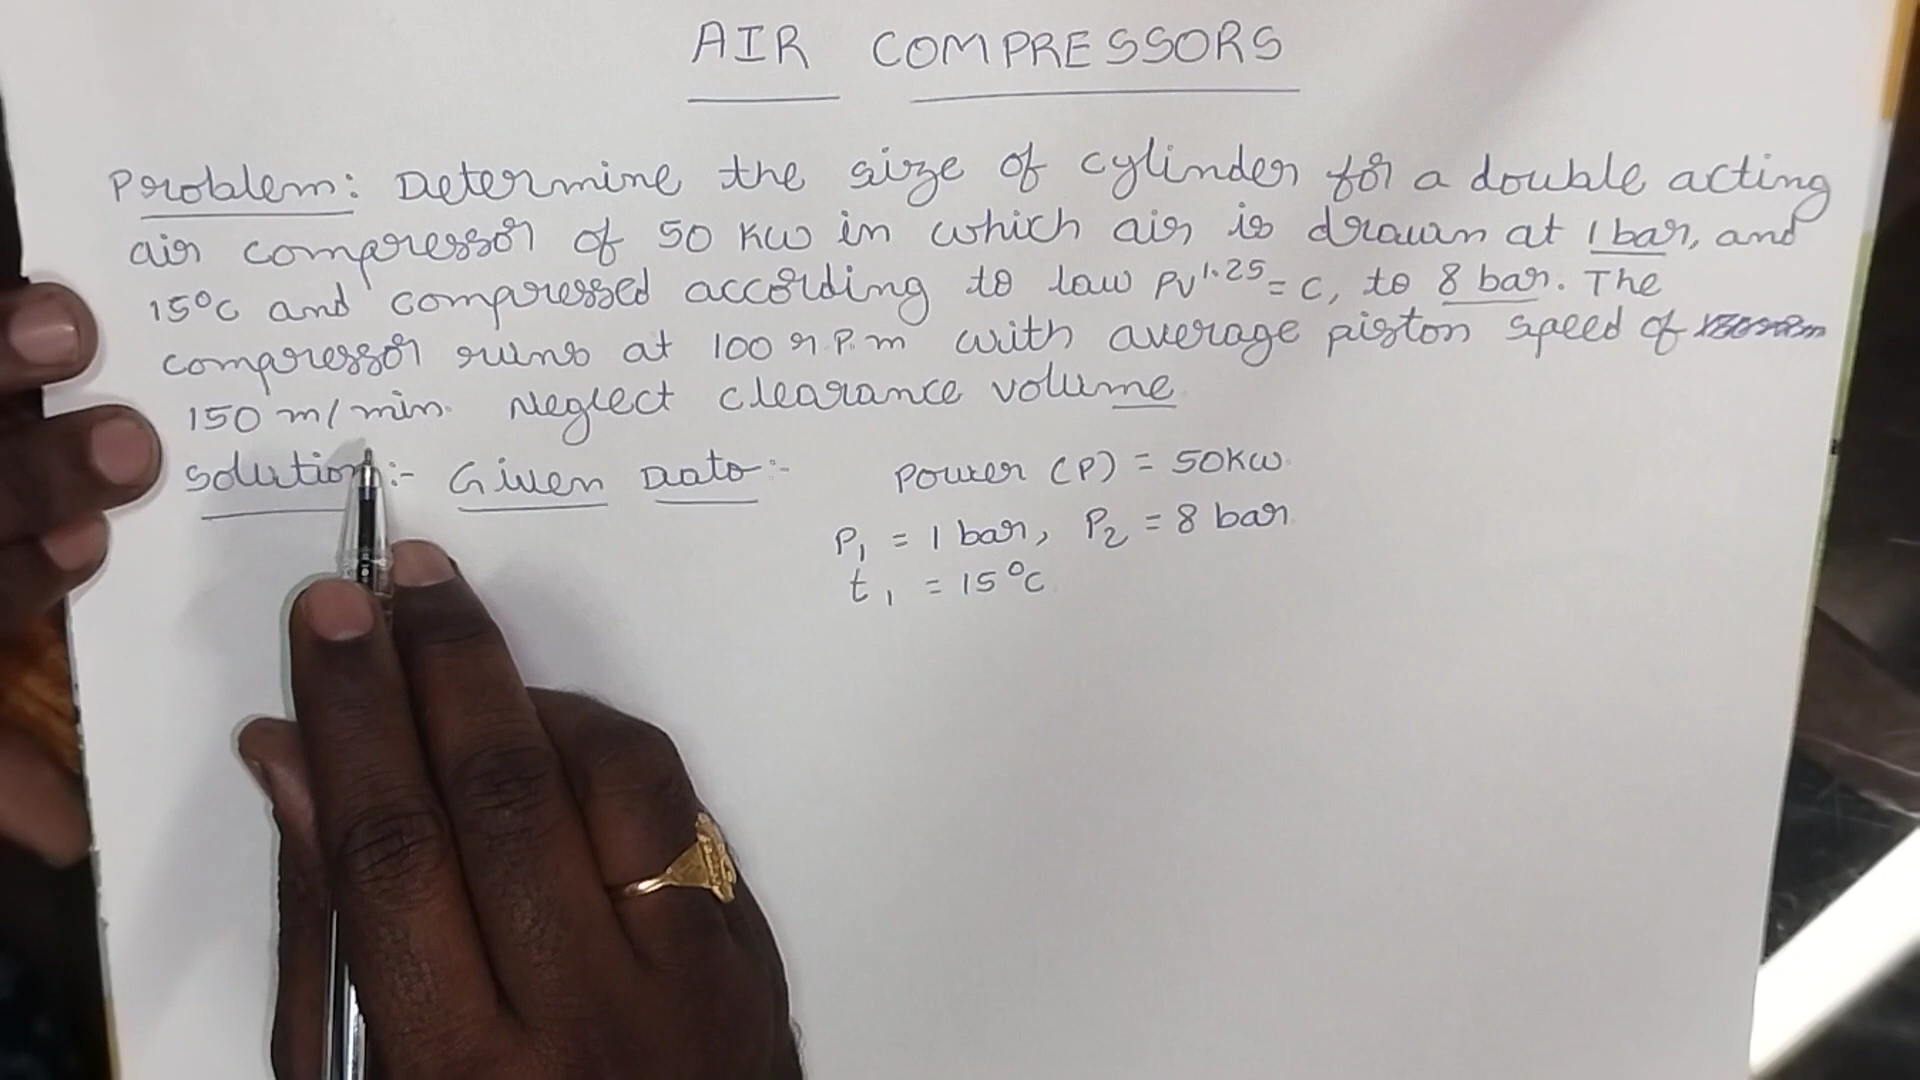 AIR COMPRESSORS
Problem: Determine the size of cylinder for a double acting
air compressor of 50 KW in which air is drawn at 1 bar, and
15°C and compressed according to law PV^1.25 = C, to 8 bar. The
compressor runs at 100 r.p.m with average piston speed of
150 m/min. Neglect clearance volume
Solution:- Given Data:- Power (P) = 50KW
P₁ = 1 bar, P₂ = 8 bar
t₁ = 15°C